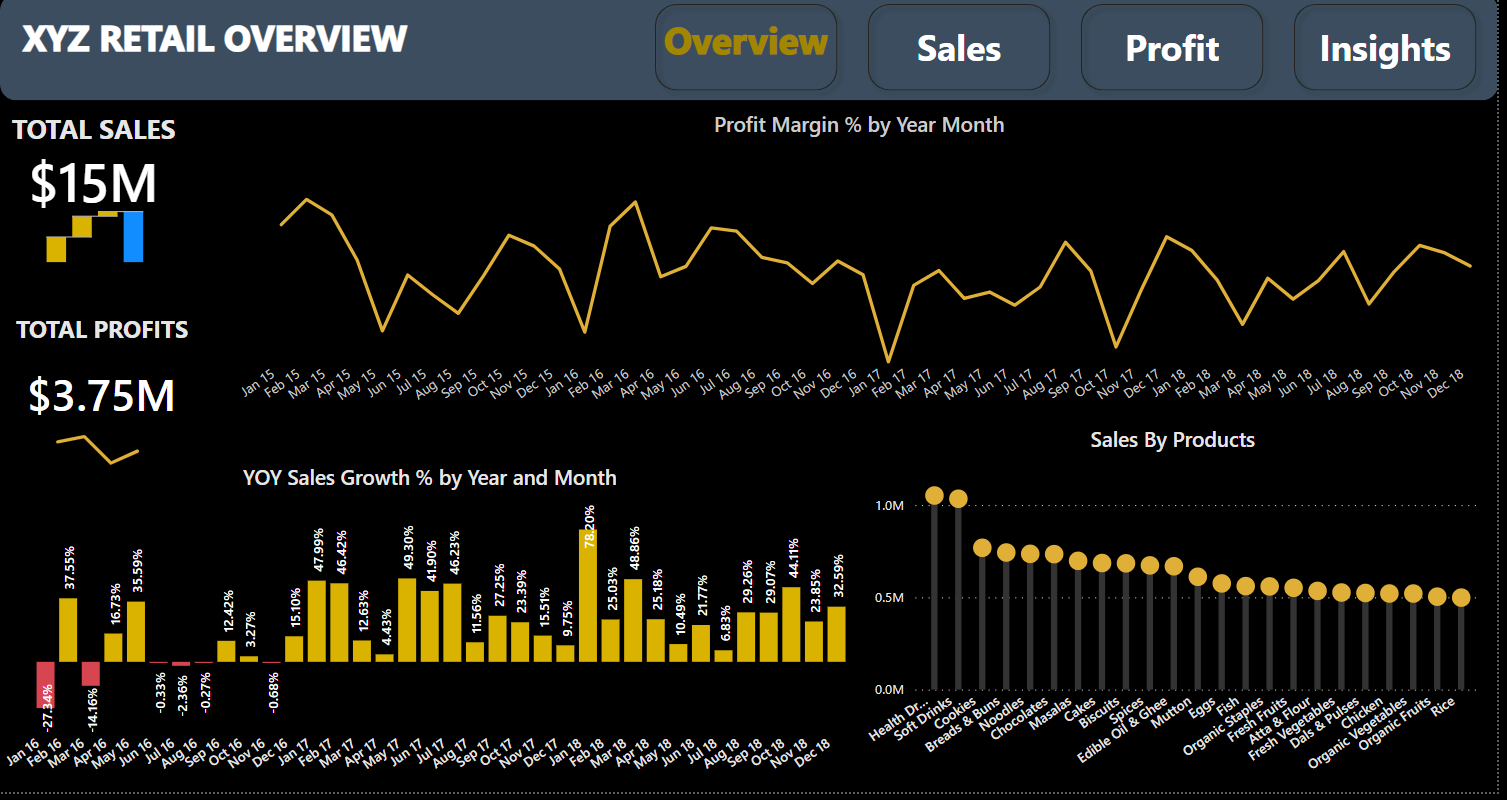 XYZ RETAIL OVERVIEW
Overview
Sales
Profit
Insights
TOTAL SALES
$15M
TOTAL PROFITS
$3.75M
Profit Margin % by Year Month
Jan 15
Feb 15
Mar 15
Apr 15
May 15
Jun 15
Jul 15
Aug 15
Sep 15
Oct 15
Nov 15
Dec 15
Jan 16
Feb 16
Mar 16
Apr 16
May 16
Jun 16
Jul 16
Aug 16
Sep 16
Oct 16
Nov 16
Dec 16
Jan 17
Feb 17
Mar 17
Apr 17
May 17
Jun 17
Jul 17
Aug 17
Sep 17
Oct 17
Nov 17
Dec 17
Jan 18
Feb 18
Mar 18
Apr 18
May 18
Jun 18
Jul 18
Aug 18
Sep 18
Oct 18
Nov 18
Dec 18
YOY Sales Growth % by Year and Month
-27.34%
37.55%
-14.16%
16.73%
35.59%
-0.33%
-2.36%
-0.27%
12.42%
3.27%
-0.68%
15.10%
47.99%
46.42%
12.63%
4.43%
49.30%
41.90%
46.23%
11.56%
27.25%
23.39%
15.51%
9.75%
78.20%
25.03%
48.86%
25.18%
10.49%
21.77%
6.83%
29.26%
29.07%
44.11%
23.85%
32.59%
Jan 16
Feb 16
Mar 16
Apr 16
May 16
Jun 16
Jul 16
Aug 16
Sep 16
Oct 16
Nov 16
Dec 16
Jan 17
Feb 17
Mar 17
Apr 17
May 17
Jun 17
Jul 17
Aug 17
Sep 17
Oct 17
Nov 17
Dec 17
Jan 18
Feb 18
Mar 18
Apr 18
May 18
Jun 18
Jul 18
Aug 18
Sep 18
Oct 18
Nov 18
Dec 18
Sales By Products
1.0M
0.5M
0.0M
Health Dr...
Soft Drinks
Cookies
Breads & Buns
Noodles
Chocolates
Masalas
Cakes
Biscuits
Spices
Edible Oil & Ghee
Mutton
Eggs
Fish
Organic Staples
Fresh Fruits
Atta & Flour
Fresh Vegetables
Dals & Pulses
Chicken
Organic Vegetables
Organic Fruits
Rice